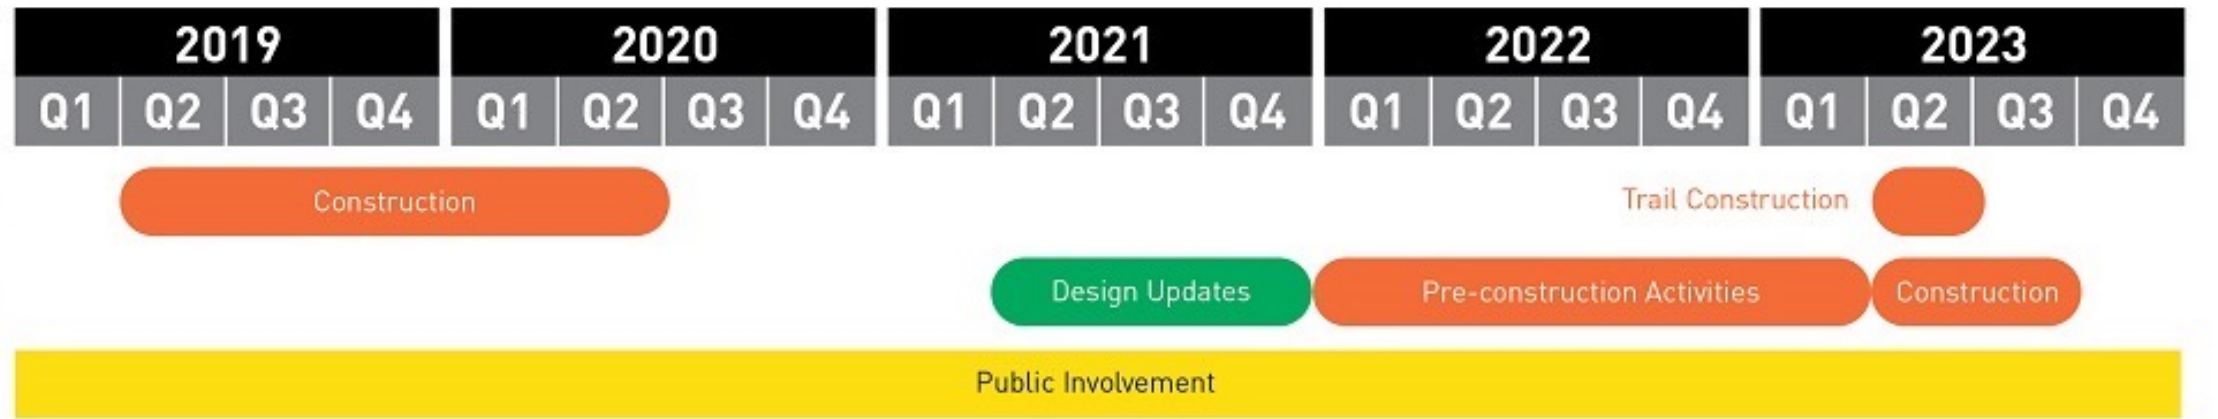 2019 2020 2021 2022 2023
Q1 Q2 Q3 Q4 Q1 Q2 Q3 Q4 Q1 Q2 Q3 Q4 Q1 Q2 Q3 Q4 Q1 Q2 Q3 Q4
Construction Trail Construction
Design Updates Pre-construction Activities Construction
Public Involvement